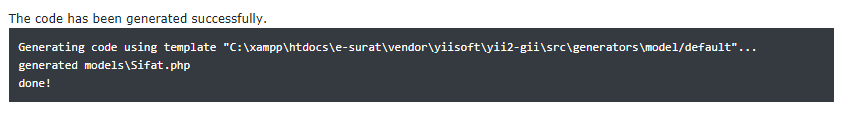 The code has been generated successfully.
Generating code using template "C:\xampp\htdocs\e-surat\vendor\yiisoft\yii2-gii\src\generators\model/default"...
generated models\Sifat.php
done!